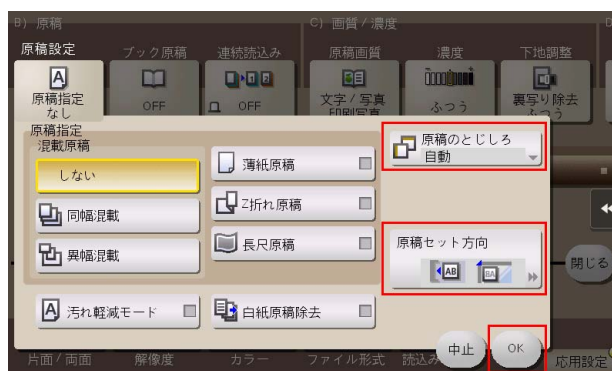 B) 原稿
C) 画質 / 濃度
原稿設定
ブック原稿
連続読込み
原稿画質
濃度
下地調整
原稿指定
なし
OFF
OFF
文字 / 写真
印刷写真
ふつう
裏写り除去
ふつう
原稿指定
混載原稿
しない
同幅混載
異幅混載
薄紙原稿
Z折れ原稿
長尺原稿
原稿のとじしろ
自動
原稿セット方向
AB
BA
閉じる
汚れ軽減モード
白紙原稿除去
中止
OK
片面 / 両面
解像度
カラー
ファイル形式
読込み
応用設定